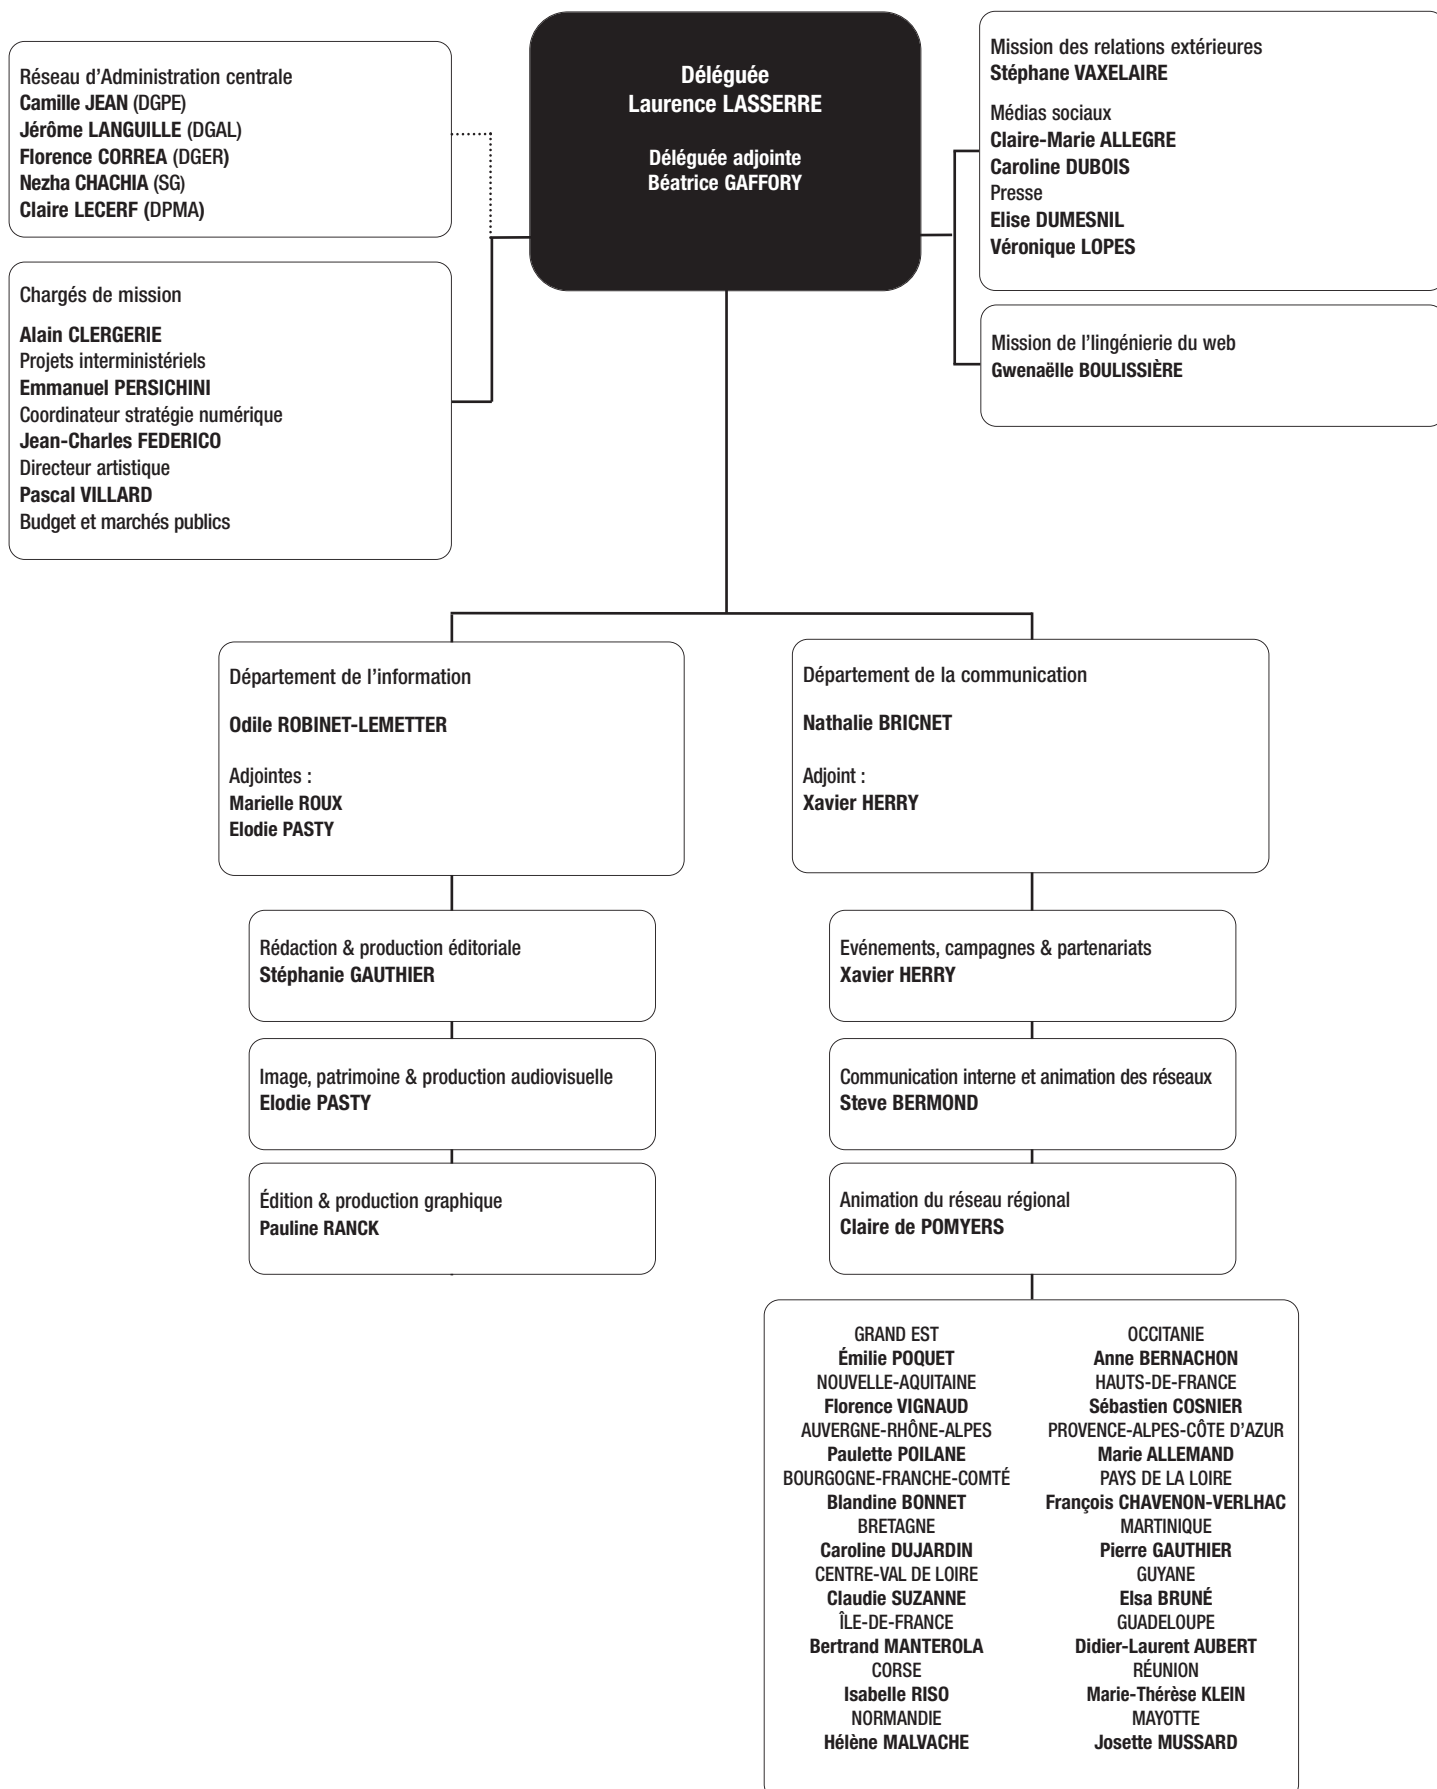 Réseau d'Administration centrale
Camille JEAN (DGPE)
Jérôme LANGUILLE (DGAL)
Florence CORREA (DGER)
Nezha CHACHIA (SG)
Claire LECERF (DPMA)
Chargés de mission
Alain CLERGERIE
Projets interministériels
Emmanuel PERSICHINI
Coordinateur stratégie numérique
Jean-Charles FEDERICO
Directeur artistique
Pascal VILLARD
Budget et marchés publics
Déléguée
Laurence LASSERRE
Déléguée adjointe
Béatrice GAFFORY
Mission des relations extérieures
Stéphane VAXELAIRE
Médias sociaux
Claire-Marie ALLEGRE
Caroline DUBOIS
Presse
Elise DUMESNIL
Véronique LOPES
Mission de l'lingénierie du web
Gwenaëlle BOULISSIÈRE
Département de l'information
Odile ROBINET-LEMETTER
Adjointes :
Marielle ROUX
Elodie PASTY
Rédaction & production éditoriale
Stéphanie GAUTHIER
Image, patrimoine & production audiovisuelle
Elodie PASTY
Édition & production graphique
Pauline RANCK
Département de la communication
Nathalie BRICNET
Adjoint :
Xavier HERRY
Evénements, campagnes & partenariats
Xavier HERRY
Communication interne et animation des réseaux
Steve BERMOND
Animation du réseau régional
Claire de POMYERS
GRAND EST
Émilie POQUET
NOUVELLE-AQUITAINE
Florence VIGNAUD
AUVERGNE-RHÔNE-ALPES
Paulette POILANE
BOURGOGNE-FRANCHE-COMTÉ
Blandine BONNET
BRETAGNE
Caroline DUJARDIN
CENTRE-VAL DE LOIRE
Claudie SUZANNE
ÎLE-DE-FRANCE
Bertrand MANTEROLA
CORSE
Isabelle RISO
NORMANDIE
Hélène MALVACHE
OCCITANIE
Anne BERNACHON
HAUTS-DE-FRANCE
Sébastien COSNIER
PROVENCE-ALPES-CÔTE D'AZUR
Marie ALLEMAND
PAYS DE LA LOIRE
François CHAVENON-VERLHAC
MARTINIQUE
Pierre GAUTHIER
GUYANE
Elsa BRUNÉ
GUADELOUPE
Didier-Laurent AUBERT
RÉUNION
Marie-Thérèse KLEIN
MAYOTTE
Josette MUSSARD